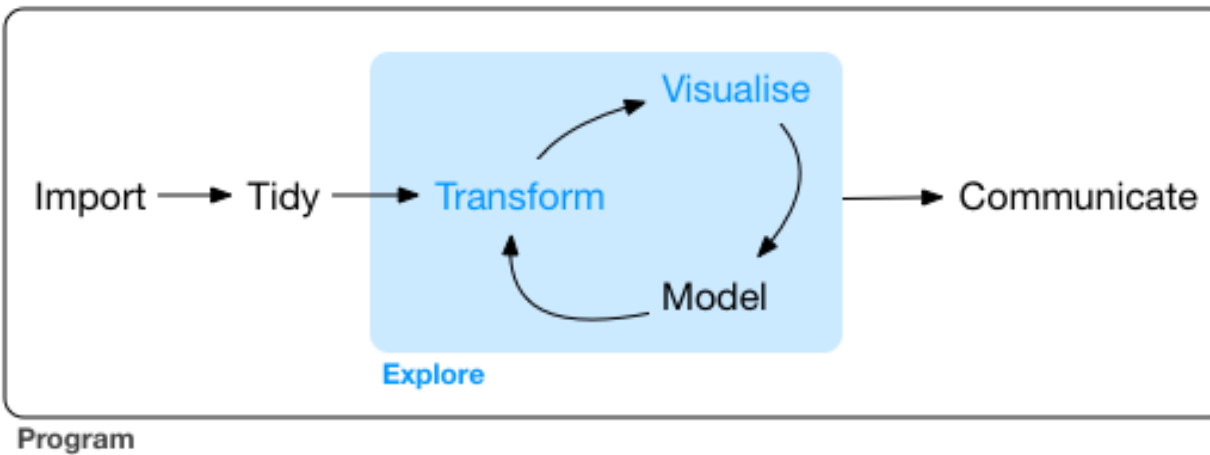 Visualise
Import
Tidy
Transform
Communicate
Model
Explore
Program